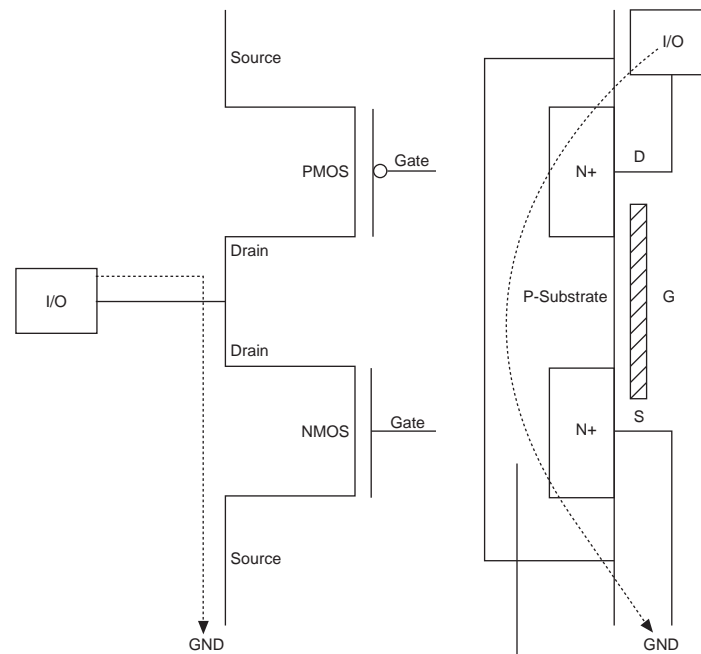 Source
PMOS
Gate
Drain
I/O
Drain
NMOS
Gate
Source
GND
I/O
D
N+
P-Substrate
G
S
N+
GND